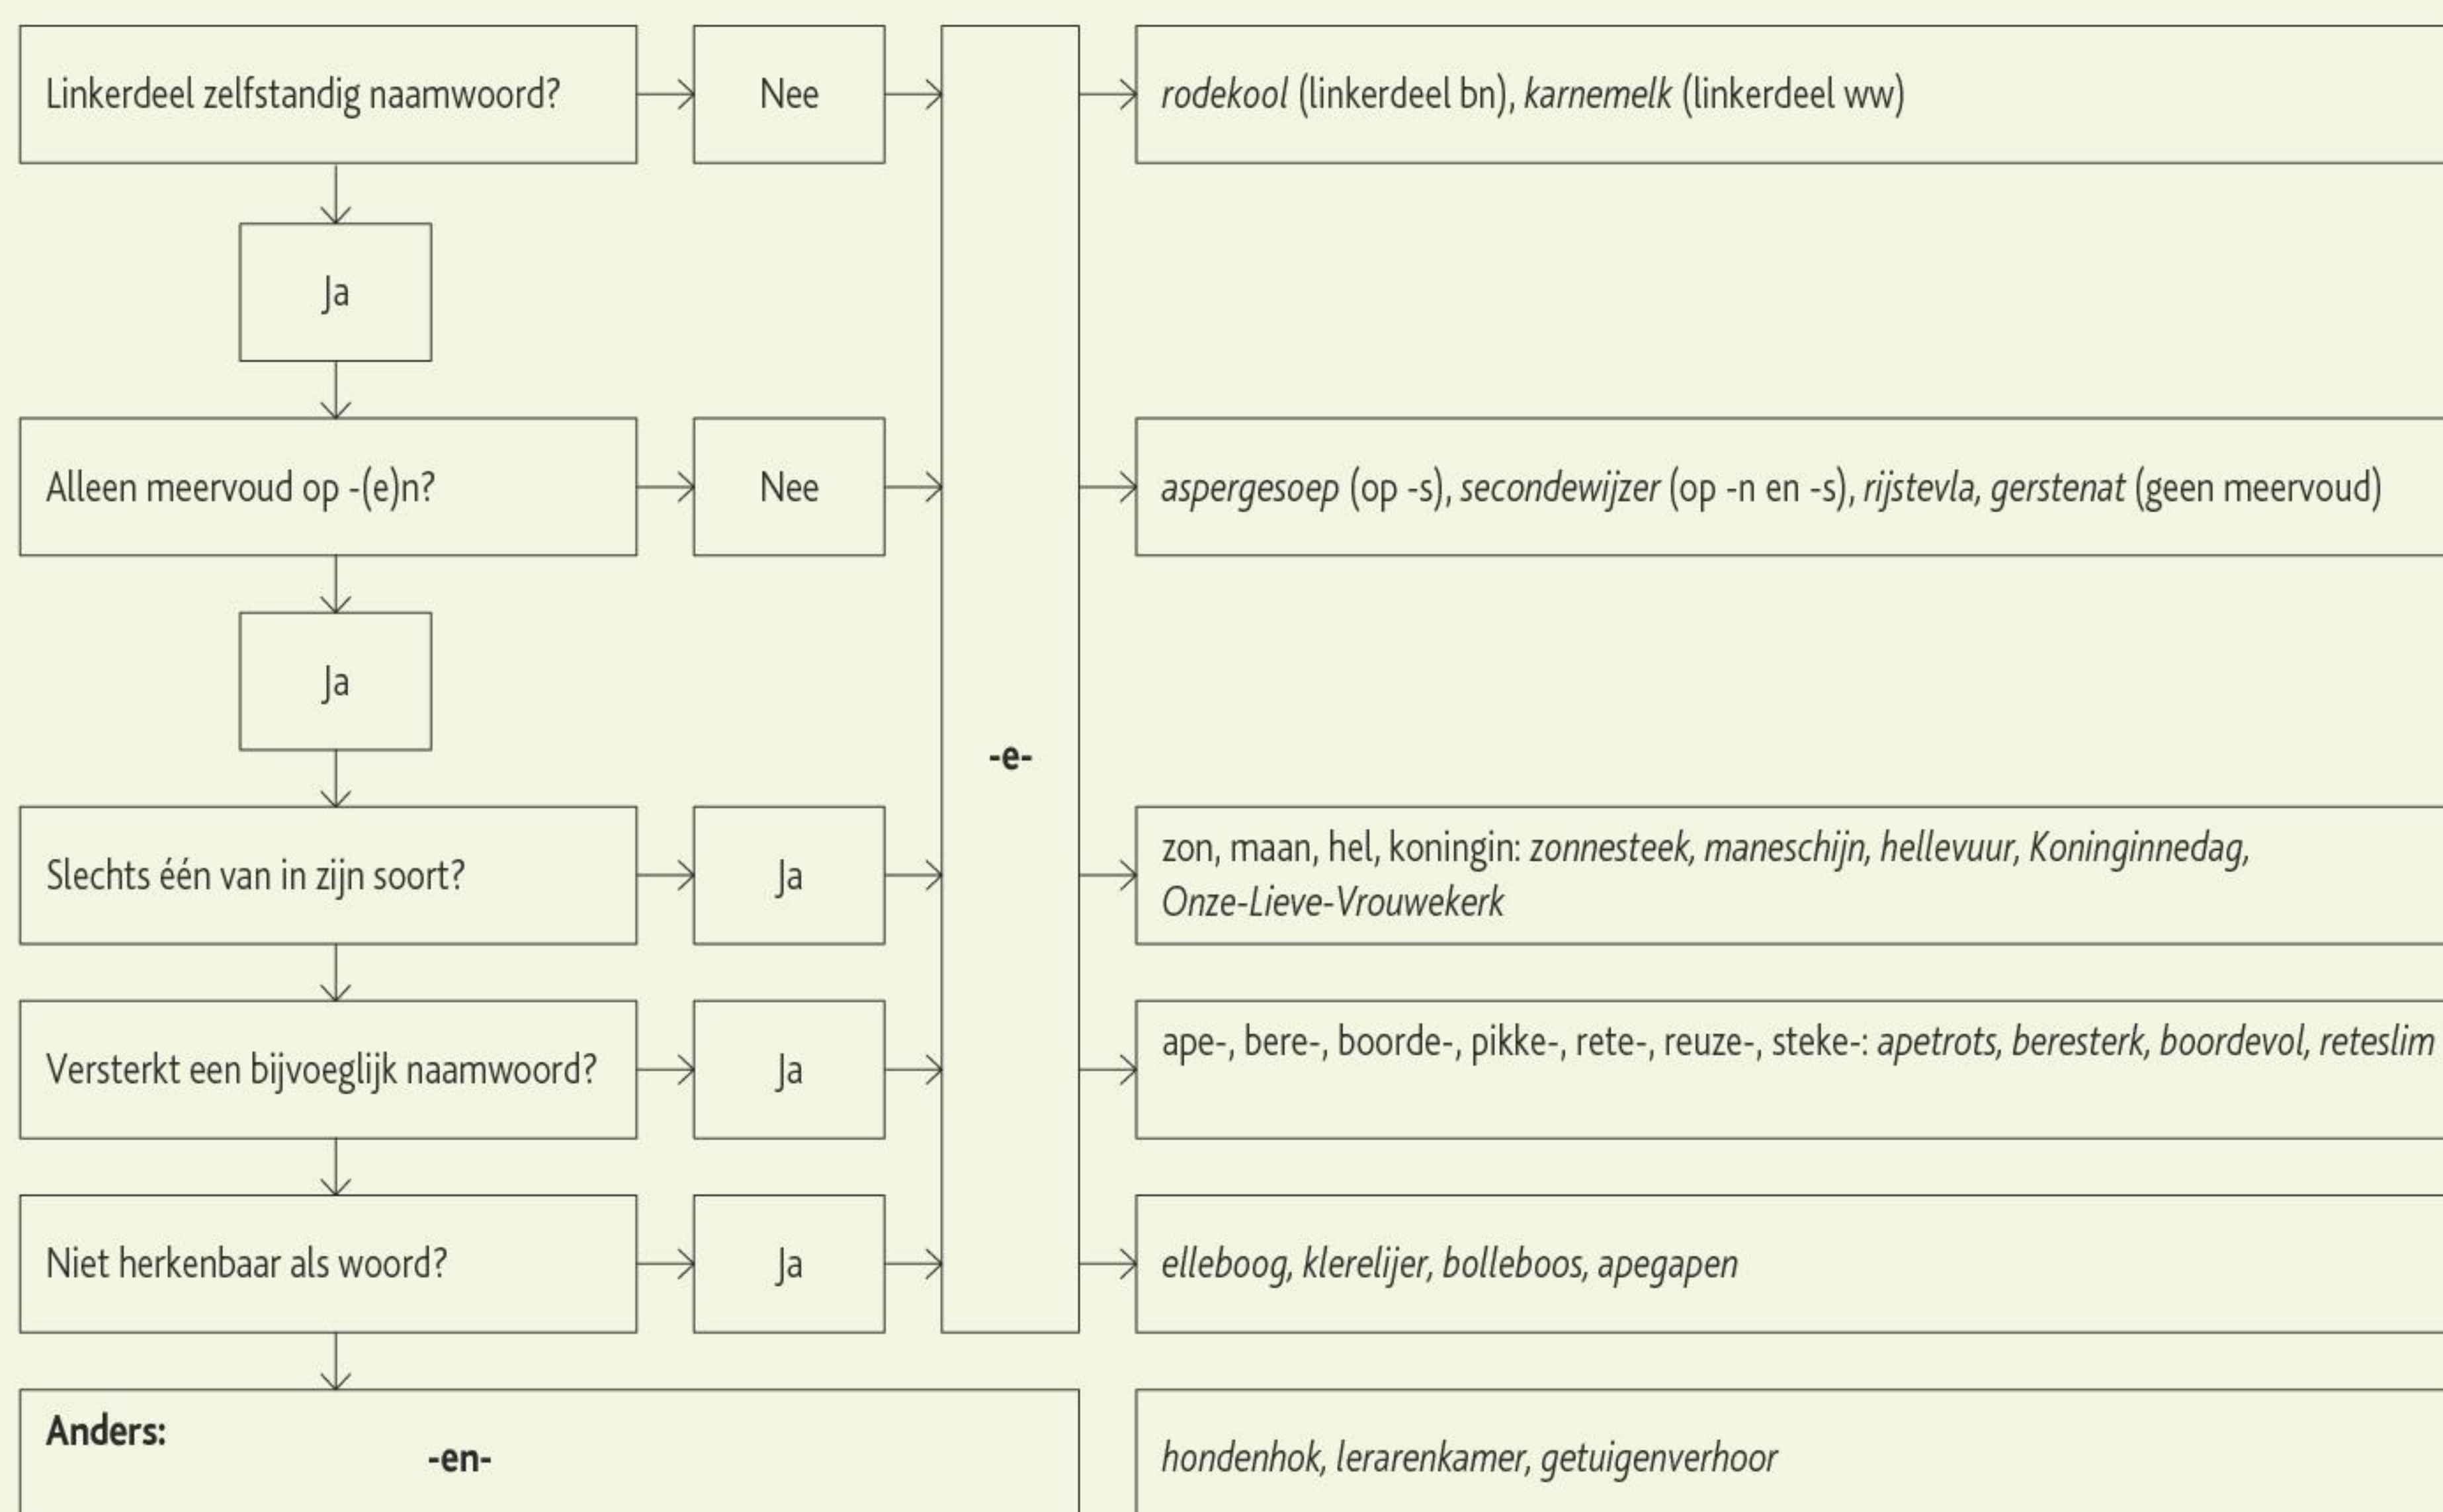 Linkerdeel zelfstandig naamwoord?
Nee
rodekool (linkerdeel bn), karnemelk (linkerdeel ww)
Ja
Alleen meervoud op -(e)n?
Nee
aspergesoep (op -s), secondewijzer (op -n en -s), rijstevla, gerstenat (geen meervoud)
Ja
-e-
Slechts één van in zijn soort?
Ja
zon, maan, hel, koningin: zonnesteek, maneschijn, hellevuur, Koninginnedag,
Onze-Lieve-Vrouwekerk
Versterkt een bijvoeglijk naamwoord?
Ja
ape-, bere-, boorde-, pikke-, rete-, reuze-, steke-: apetrots, beresterk, boordevol, reteslim
Niet herkenbaar als woord?
Ja
elleboog, klerelijer, bolleboos, apegapen
Anders:
-en-
hondenhok, lerarenkamer, getuigenverhoor